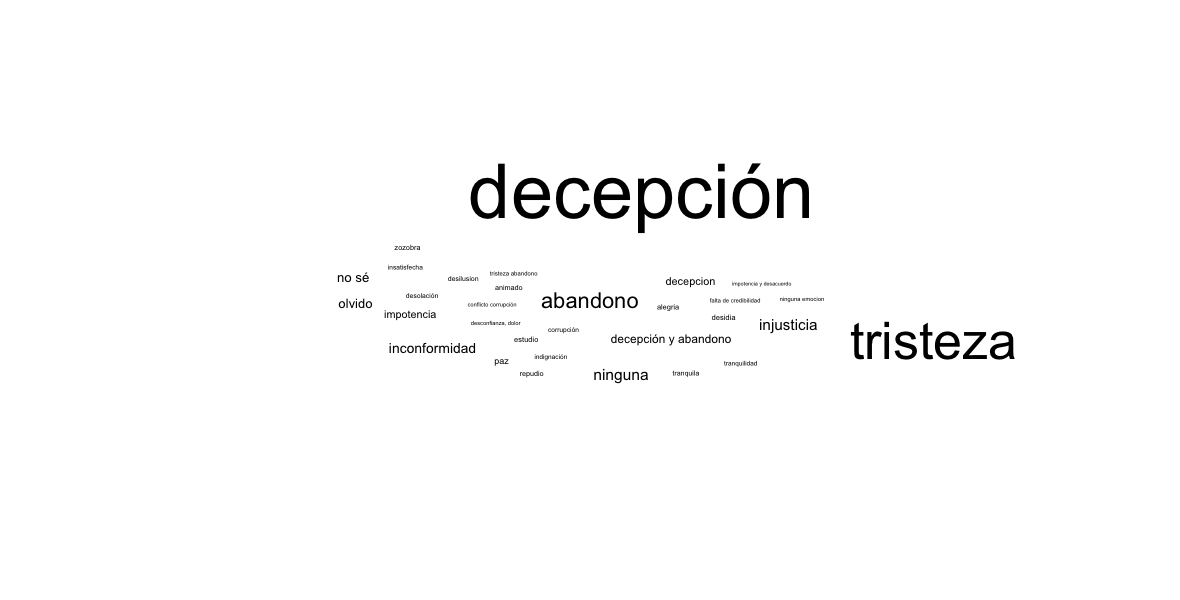 decepción
zozobra
insatisfecha
no sé
desilusion
tristeza abandono
decepcion
impotencia y desacuerdo
animado
desolación
abandono
ninguna emocion
olvido
conflicto corrupción
alegria
falta de credibilidad
impotencia
desidia
desconfianza, dolor
injusticia
corrupción
tristeza
estudio
decepción y abandono
inconformidad
indignación
paz
tranquilidad
repudio
ninguna
tranquila